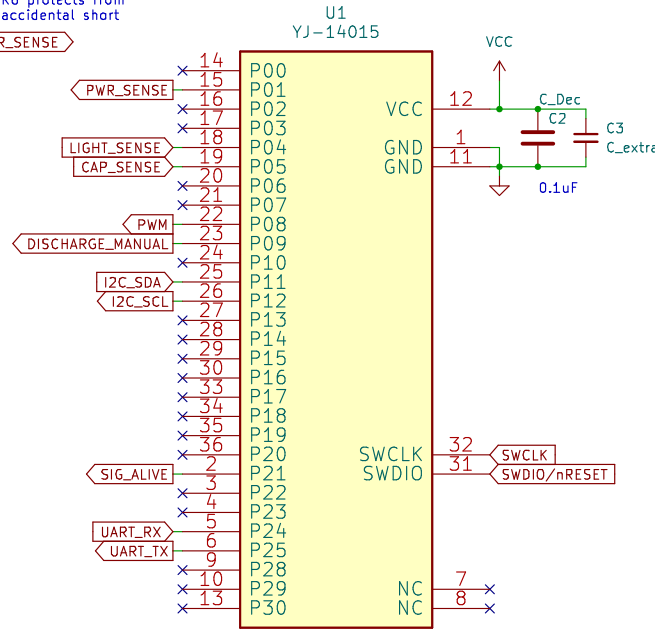 R8 protects from
accidental short
R_SENSE
U1
YJ-14015
VCC
14 P00
PWR_SENSE 15 P01
16 P02
VCC 12
C_Dec
C2
C3
C_extra
0.1uF
17 P03
LIGHT_SENSE 18 P04
GND 1
CAP_SENSE 19 P05
GND 11
20 P06
21 P07
PWM 22 P08
DISCHARGE_MANUAL 23 P09
24 P10
I2C_SDA 25 P11
I2C_SCL 26 P12
27 P13
28 P14
29 P15
30 P16
33 P17
34 P18
35 P19
36 P20
SWCLK 32 SWCLK
2 P21
SIG_ALIVE
SWDIO 31 SWDIO/nRESET
3 P22
4 P23
UART_RX 5 P24
UART_TX 6 P25
9 P28
10 P29
NC 7
13 P30
NC 8